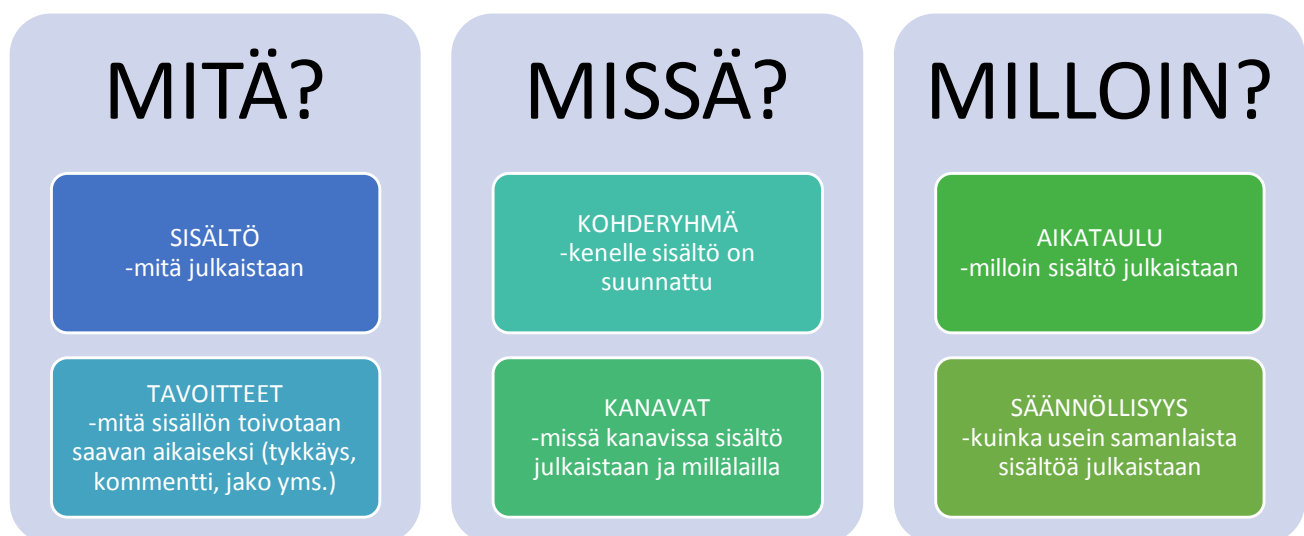 MITÄ?
SISÄLTÖ
-mitä julkaistaan
TAVOITTEET
-mitä sisällön toivotaan
saavan aikaiseksi (tykkäys,
kommentti, jako yms.)
MISSÄ?
KOHDERYHMÄ
-kenelle sisältö on
suunnattu
KANAVAT
-missä kanavissa sisältö
julkaistaan ja millälailla
MILLOIN?
AIKATAULU
-milloin sisältö julkaistaan
SÄÄNNÖLLISYYS
-kuinka usein samanlaista
sisältöä julkaistaan